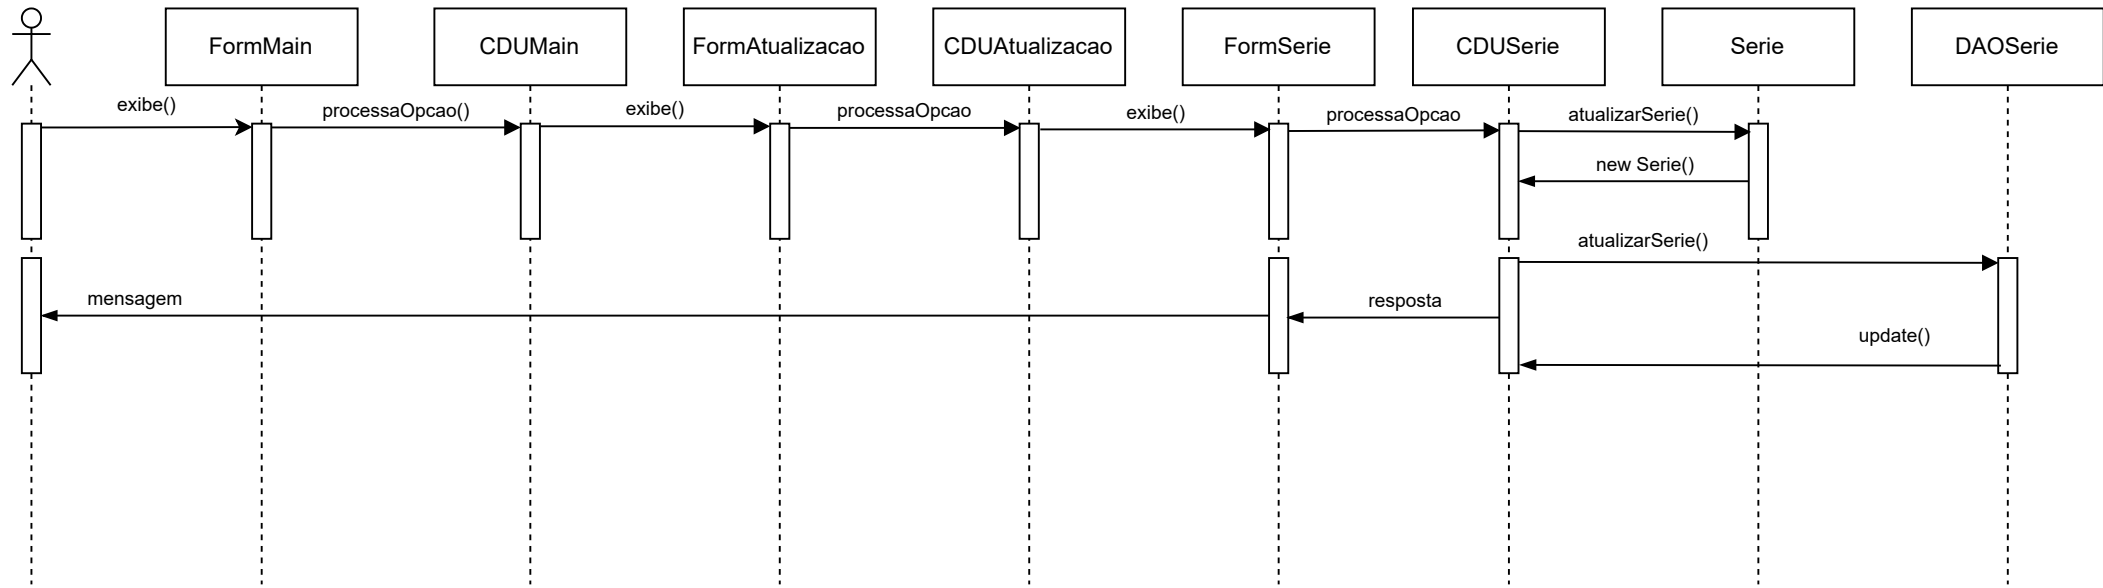 FormMain
CDUMain
FormAtualizacao
CDUAtualizacao
FormSerie
CDUSerie
Serie
DAOSerie
exibe()
processaOpcao()
exibe()
processaOpcao
exibe()
processaOpcao
atualizarSerie()
new Serie()
atualizarSerie()
mensagem
resposta
update()